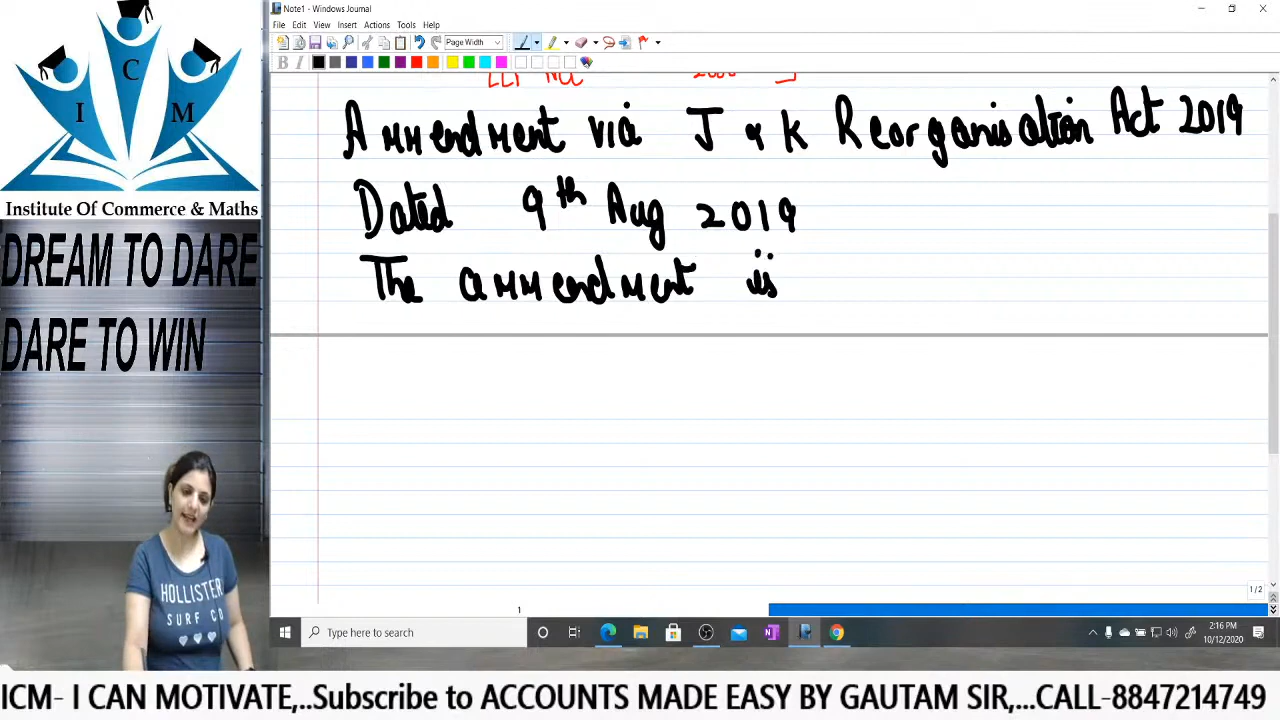 Note1 - Windows Journal
File Edit View Insert Actions Tools Help
Page Width
B I
I C M
Institute Of Commerce & Maths
DREAM TO DARE
DARE TO WIN
Ammendment via J & K Reorganisation Act 2019
Dated 9th Aug 2019
The ammendment is
HOLLISTER
SURF CO
1/2
1
Type here to search
2:16 PM
10/12/2020
ICM- I CAN MOTIVATE,..Subscribe to ACCOUNTS MADE EASY BY GAUTAM SIR,...CALL-8847214749